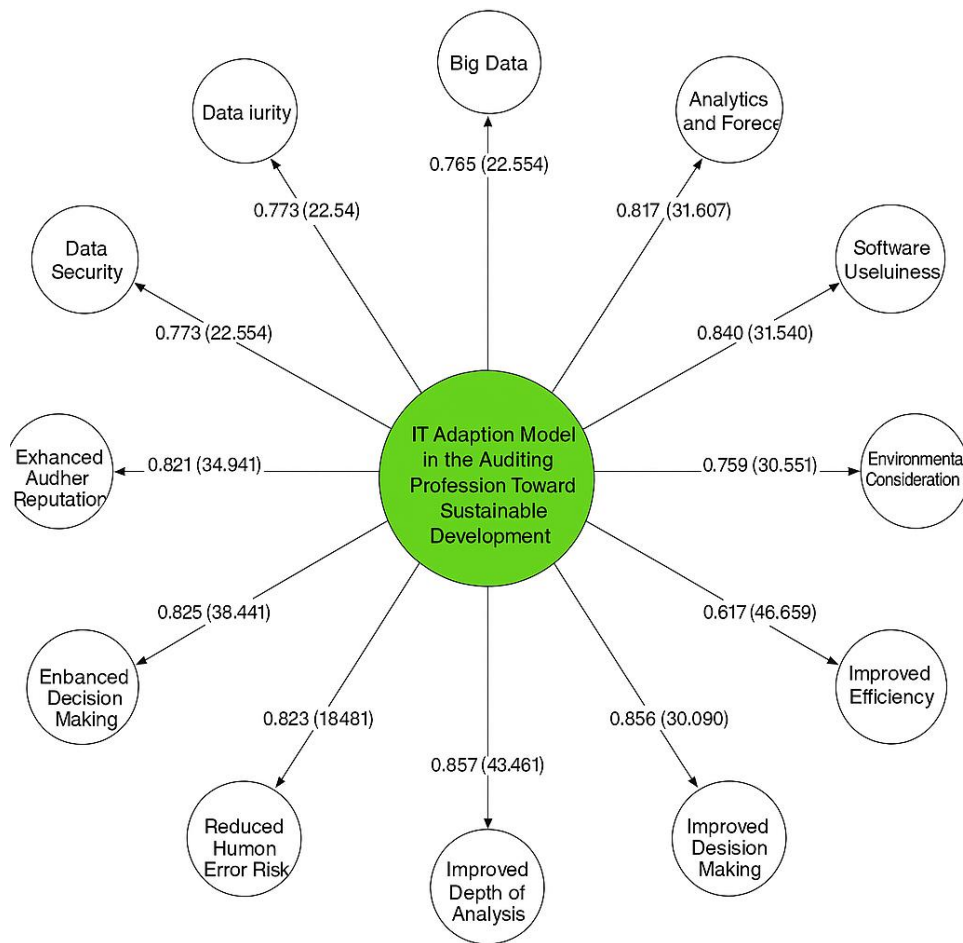 Big Data
Data iurity
Analytics
and Forece
0.765 (22.554)
0.773 (22.54)
0.817 (31.607)
Data
Security
Software
Useluiness
0.773 (22.554)
0.840 (31.540)
IT Adaption Model
in the Auditing
Profession Toward
Sustainable
Development
Exhanced
Audher
Reputation
0.821 (34.941)
0.759 (30.551)
Environmenta
Consideration
0.825 (38.441)
0.617 (46.659)
Enbanced
Decision
Making
Improved
Efficiency
0.823 (18481)
0.856 (30.090)
0.857 (43.461)
Reduced
Human
Error Risk
Improved
Depth of
Analysis
Improved
Desision
Making